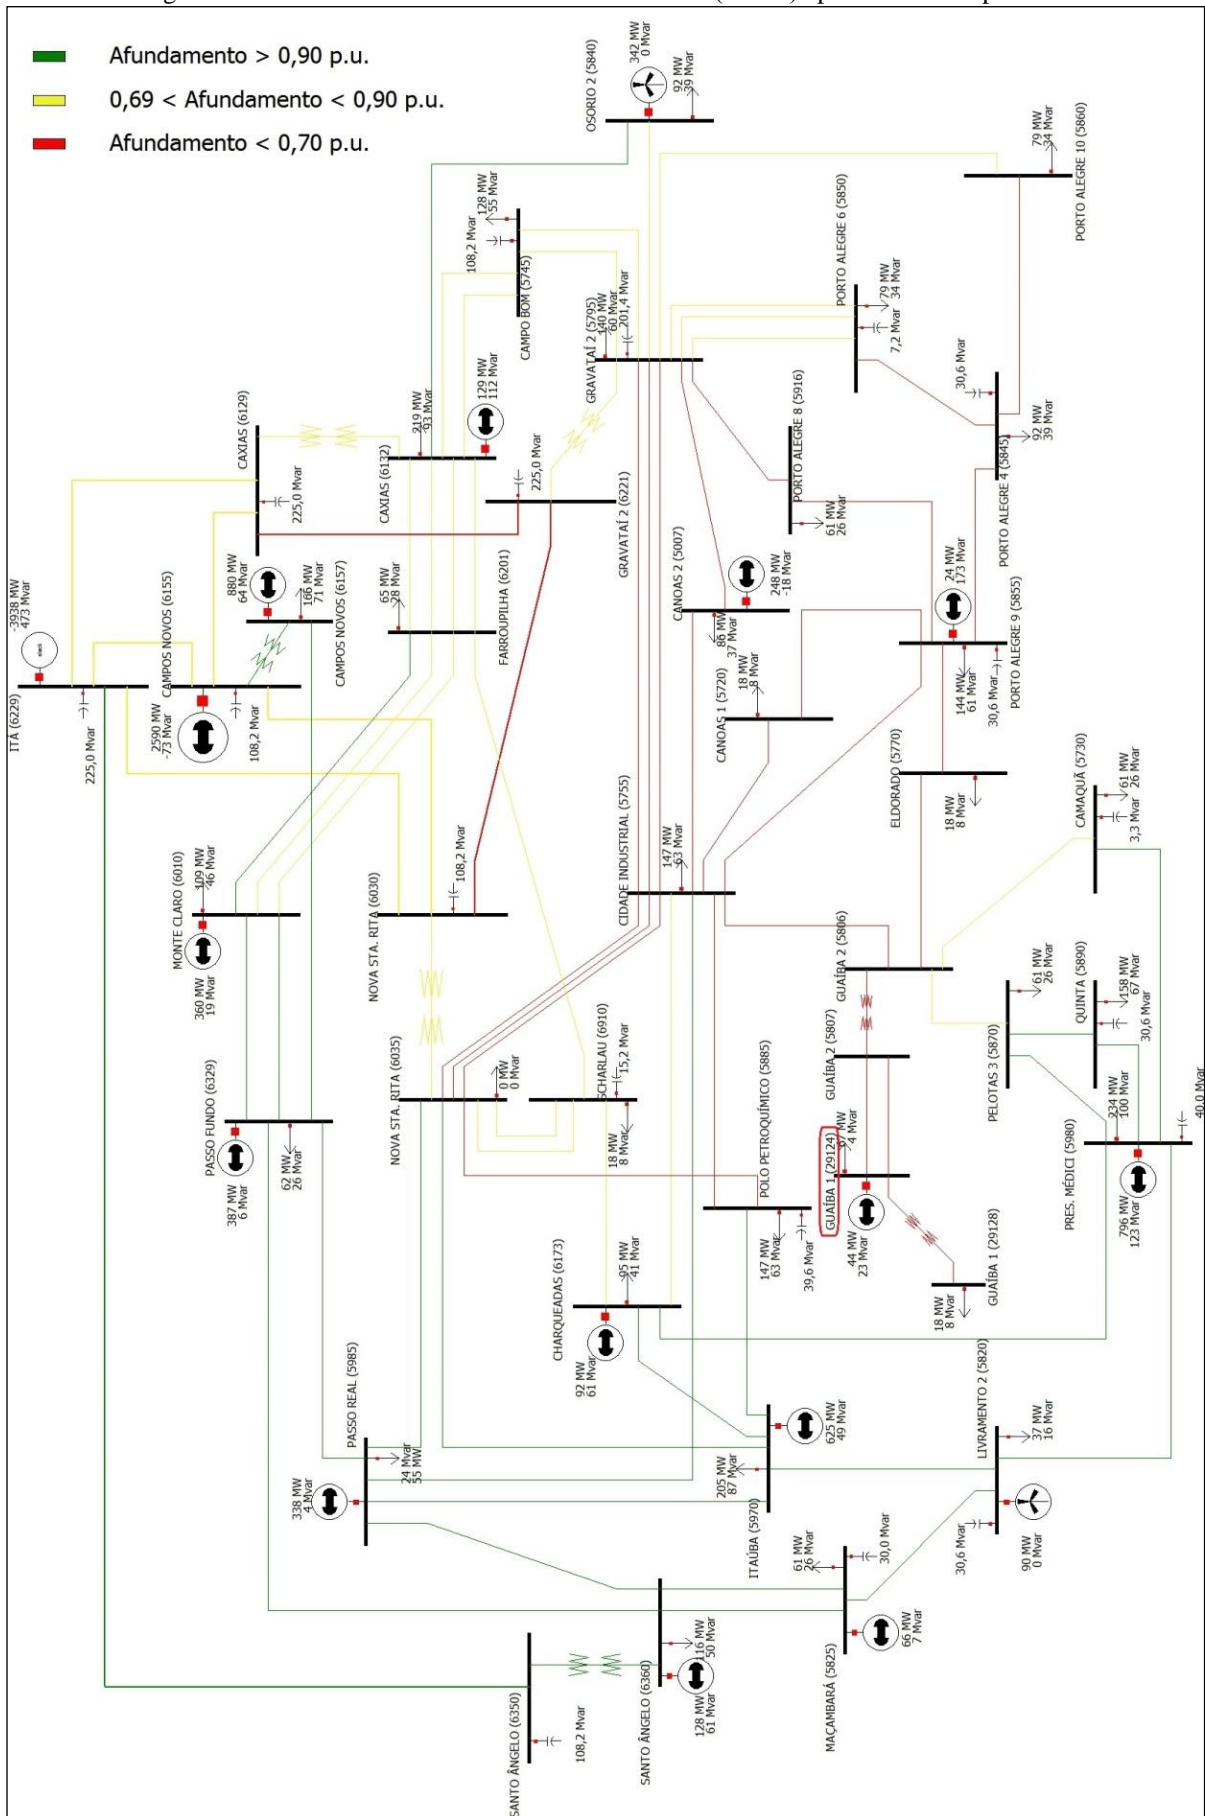 Afundamento > 0,90 p.u.
0,69 < Afundamento < 0,90 p.u.
Afundamento < 0,70 p.u.
OSORIO 2 (5840)
342 MW
0 Mvar
92 MW
39 Mvar
79 MW
34 Mvar
PORTO ALEGRE 10 (5860)
CAMPO BOM (5745)
108,2 Mvar
128 MW
55 Mvar
PORTO ALEGRE 6 (5850)
79 MW
34 Mvar
7,2 Mvar
GRAVATAÍ 2 (5795)
140 MW
60 Mvar
201,4 Mvar
30,6 Mvar
92 MW
39 Mvar
PORTO ALEGRE 4 (5845)
CAXIAS (6129)
225,0 Mvar
CAXIAS (6132)
219 MW
93 Mvar
129 MW
112 Mvar
PORTO ALEGRE 8 (5916)
61 MW
26 Mvar
225,0 Mvar
GRAVATAÍ 2 (6221)
-3938 MW
473 Mvar
ITÁ (6229)
225,0 Mvar
CAMPOS NOVOS (6155)
2590 MW
-73 Mvar
108,2 Mvar
880 MW
64 Mvar
166 MW
71 Mvar
CAMPOS NOVOS (6157)
65 MW
28 Mvar
FARROUPILHA (6201)
CANOAS 2 (5007)
248 MW
-18 Mvar
86 MW
37 Mvar
24 MW
173 Mvar
144 MW
61 Mvar
30,6 Mvar
PORTO ALEGRE 9 (5855)
18 MW
8 Mvar
CANOAS 1 (5720)
ELDORADO (5770)
18 MW
8 Mvar
CAMAQUÃ (5730)
61 MW
26 Mvar
3,3 Mvar
MONTE CLARO (6010)
109 MW
46 Mvar
360 MW
19 Mvar
NOVA STA. RITA (6030)
108,2 Mvar
CIDADE INDUSTRIAL (5755)
147 MW
63 Mvar
GUAÍBA 2 (5806)
61 MW
26 Mvar
PELOTAS 3 (5870)
QUINTA (5890)
158 MW
67 Mvar
30,6 Mvar
PASSO FUNDO (6329)
387 MW
6 Mvar
62 MW
26 Mvar
NOVA STA. RITA (6035)
0 MW
0 Mvar
SCHARLAU (6910)
15,2 Mvar
18 MW
8 Mvar
GUAÍBA 2 (5807)
POLO PETROQUÍMICO (5885)
147 MW
63 Mvar
39,6 Mvar
GUAÍBA 1 (29124)
4 Mvar
44 MW
23 Mvar
GUAÍBA 1 (29128)
18 MW
8 Mvar
PRES. MÉDICI (5980)
234 MW
100 Mvar
796 MW
123 Mvar
40,0 Mvar
CHARQUEADAS (6173)
95 MW
41 Mvar
92 MW
61 Mvar
PASSO REAL (5985)
338 MW
4 Mvar
24 Mvar
55 MW
ITAÚBA (5970)
205 MW
87 Mvar
625 MW
49 Mvar
LIVRAMENTO 2 (5820)
37 MW
16 Mvar
30,6 Mvar
90 MW
0 Mvar
MAÇAMBARÁ (5825)
61 MW
26 Mvar
30,0 Mvar
66 MW
7 Mvar
SANTO ÂNGELO (6350)
108,2 Mvar
SANTO ÂNGELO (6360)
116 MW
50 Mvar
128 MW
61 Mvar